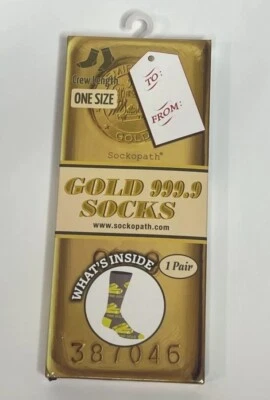 Crew Length
ONE SIZE
TO:
FROM:
GOLD
Sockopath®
GOLD 999.9
SOCKS
www.sockopath.com
WHAT'S INSIDE
1 Pair
387046